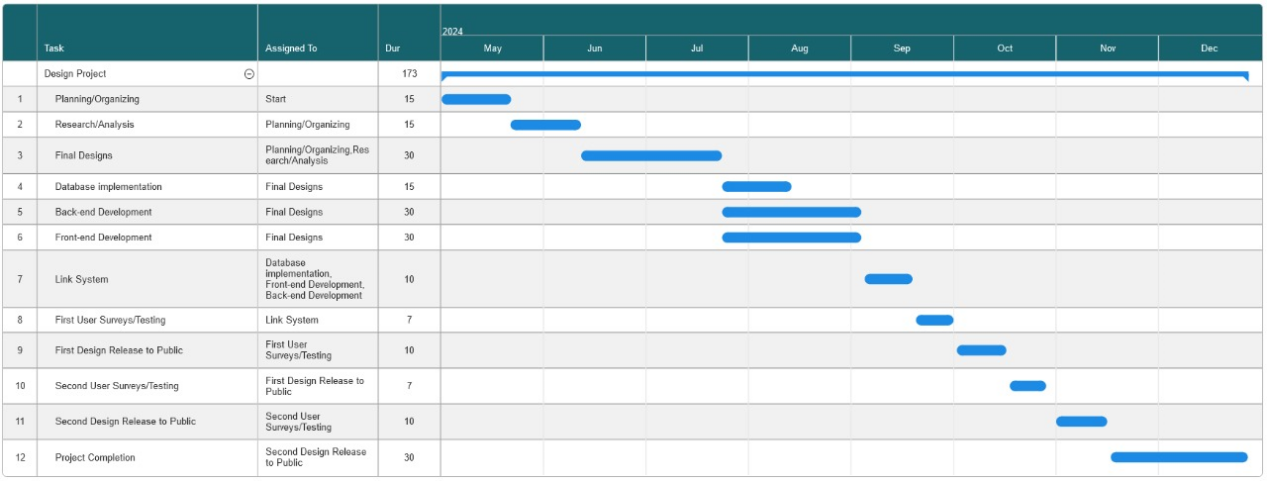 2024
Task Assigned To Dur May Jun Jul Aug Sep Oct Nov Dec
Design Project 173
1 Planning/Organizing Start 15
2 Research/Analysis Planning/Organizing 15
3 Final Designs Planning/Organizing,Res
earch/Analysis 30
4 Database implementation Final Designs 15
5 Back-end Development Final Designs 30
6 Front-end Development Final Designs 30
7 Link System Database
implementation,
Front-end Development,
Back-end Development 10
8 First User Surveys/Testing Link System 7
9 First Design Release to Public First User
Surveys/Testing 10
10 Second User Surveys/Testing First Design Release to
Public 7
11 Second Design Release to Public Second User
Surveys/Testing 10
12 Project Completion Second Design Release
to Public 30